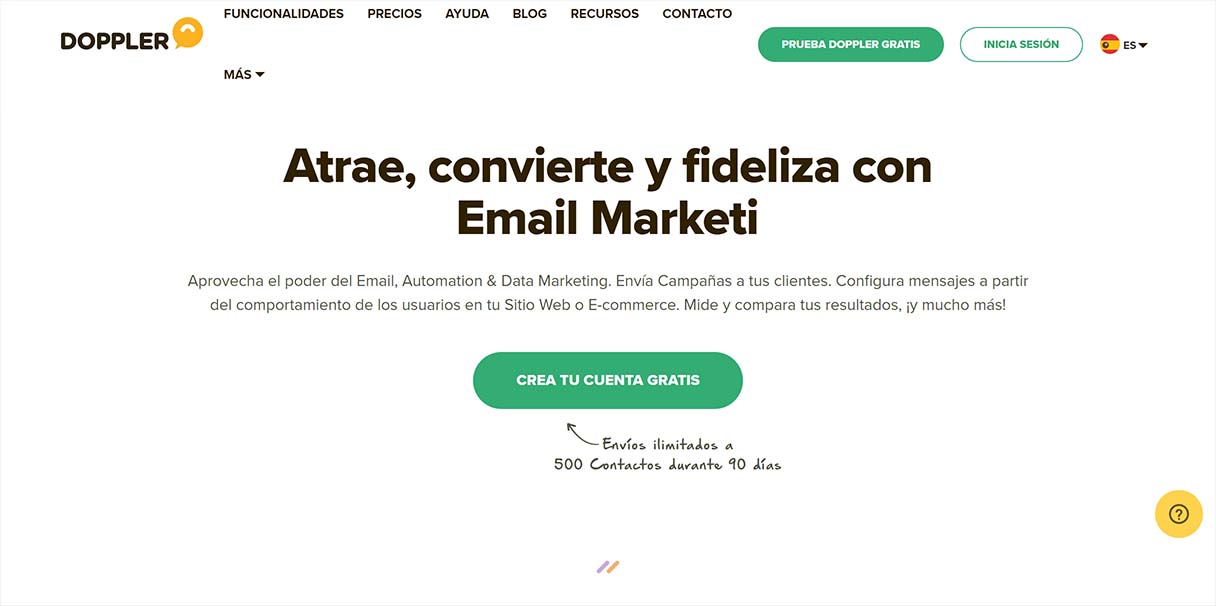 DOPPLER
FUNCIONALIDADES PRECIOS AYUDA BLOG RECURSOS CONTACTO
MÁS
PRUEBA DOPPLER GRATIS
INICIA SESIÓN
ES
Atrae, convierte y fideliza con
Email Marketi
Aprovecha el poder del Email, Automation & Data Marketing. Envía Campañas a tus clientes. Configura mensajes a partir
del comportamiento de los usuarios en tu Sitio Web o E-commerce. Mide y compara tus resultados, ¡y mucho más!
CREA TU CUENTA GRATIS
Envíos ilimitados a
500 Contactos durante 90 días
?